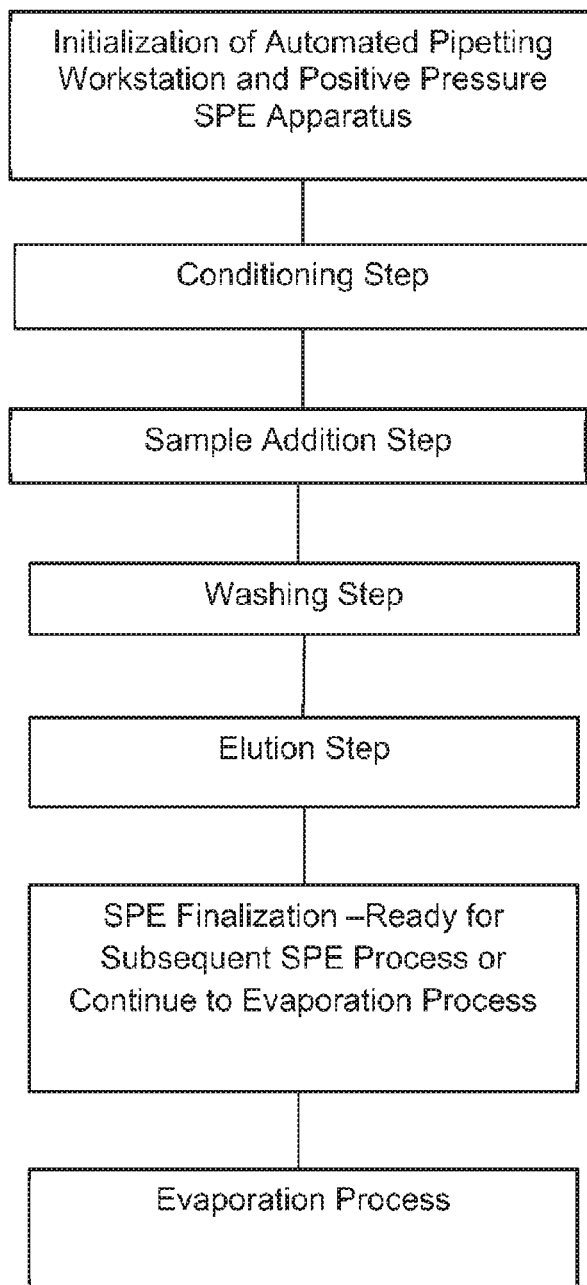 Initialization of Automated Pipetting
Workstation and Positive Pressure
SPE Apparatus
Conditioning Step
Sample Addition Step
Washing Step
Elution Step
SPE Finalization –Ready for
Subsequent SPE Process or
Continue to Evaporation Process
Evaporation Process